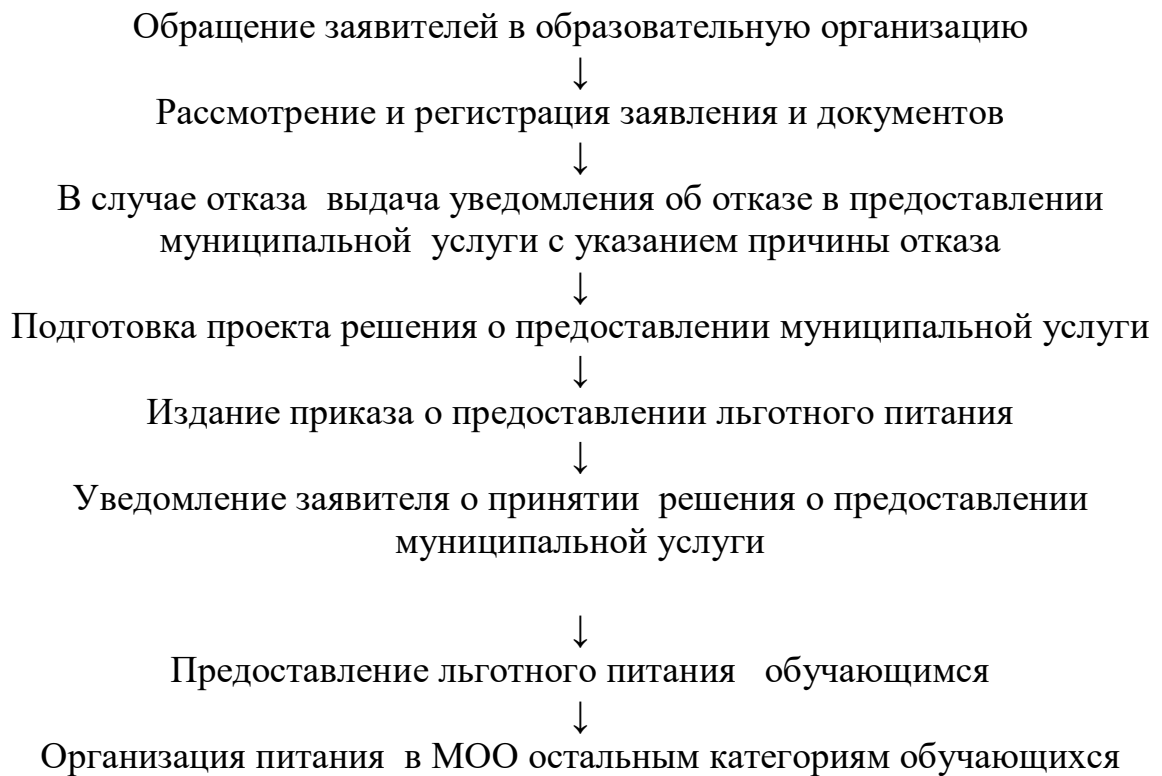 Обращение заявителей в образовательную организацию
↓
Рассмотрение и регистрация заявления и документов
↓
В случае отказа  выдача уведомления об отказе в предоставлении
муниципальной  услуги с указанием причины отказа
↓
Подготовка проекта решения о предоставлении муниципальной услуги
↓
Издание приказа о предоставлении льготного питания
↓
Уведомление заявителя о принятии  решения о предоставлении
муниципальной услуги
↓
Предоставление льготного питания   обучающимся
↓
Организация питания  в МОО остальным категориям обучающихся